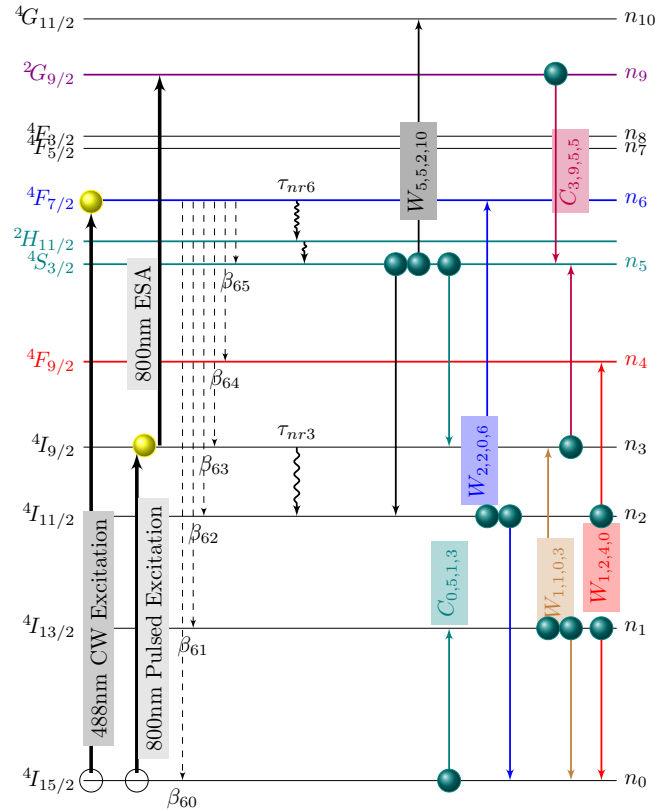 ⁴G₁₁/₂ n₁₀
²G₉/₂ n₉
⁴F₃/₂ n₈
⁴F₅/₂ n₇
⁴F₇/₂ n₆
²H₁₁/₂
⁴S₃/₂ n₅
⁴F₉/₂ n₄
⁴I₉/₂ n₃
⁴I₁₁/₂ n₂
⁴I₁₃/₂ n₁
⁴I₁₅/₂ n₀
488nm CW Excitation
800nm Pulsed Excitation
800nm ESA
τₙᵣ₆
τₙᵣ₃
β₆₅
β₆₄
β₆₃
β₆₂
β₆₁
β₆₀
W₅,₅,₂,₁₀
C₃,₉,₅,₅
W₂,₂,₀,₆
C₀,₅,₁,₃
W₁,₁,₀,₃
W₁,₂,₄,₀